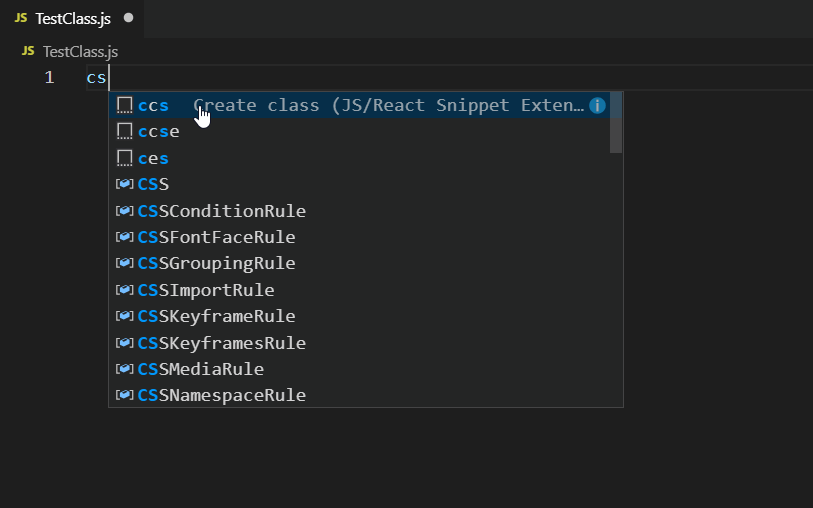 JS TestClass.js
JS TestClass.js
1 cs
ccs Create class (JS/React Snippet Exten…
ccse
ces
CSS
CSSConditionRule
CSSFontFaceRule
CSSGroupingRule
CSSImportRule
CSSKeyframeRule
CSSKeyframesRule
CSSMediaRule
CSSNamespaceRule